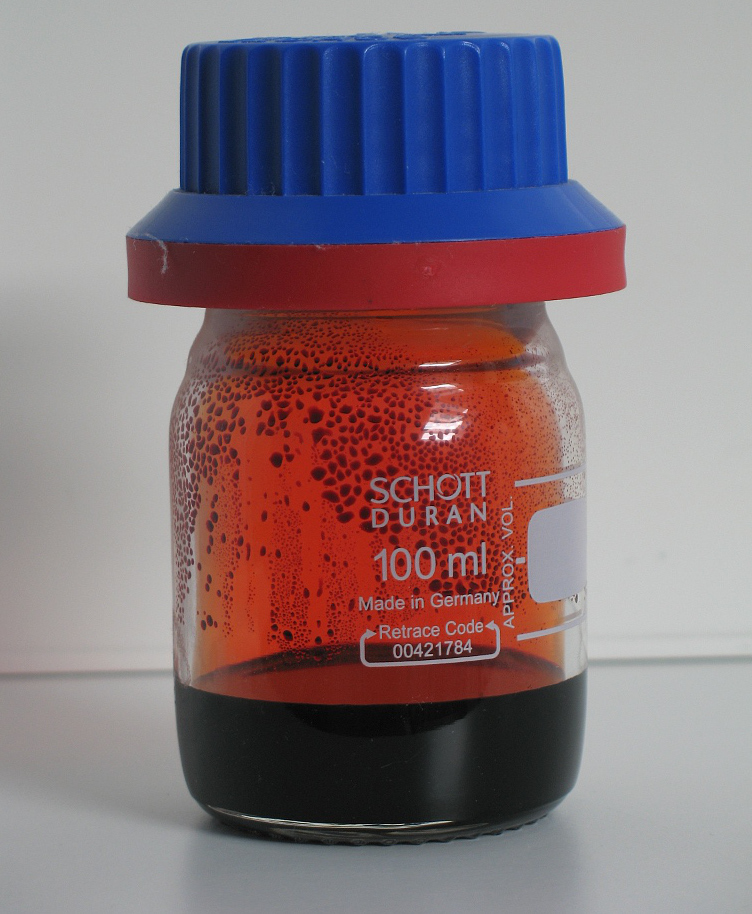 SCHOTT
DURAN
100 ml
Made in Germany
Retrace Code
00421784
APPROX. VOL.